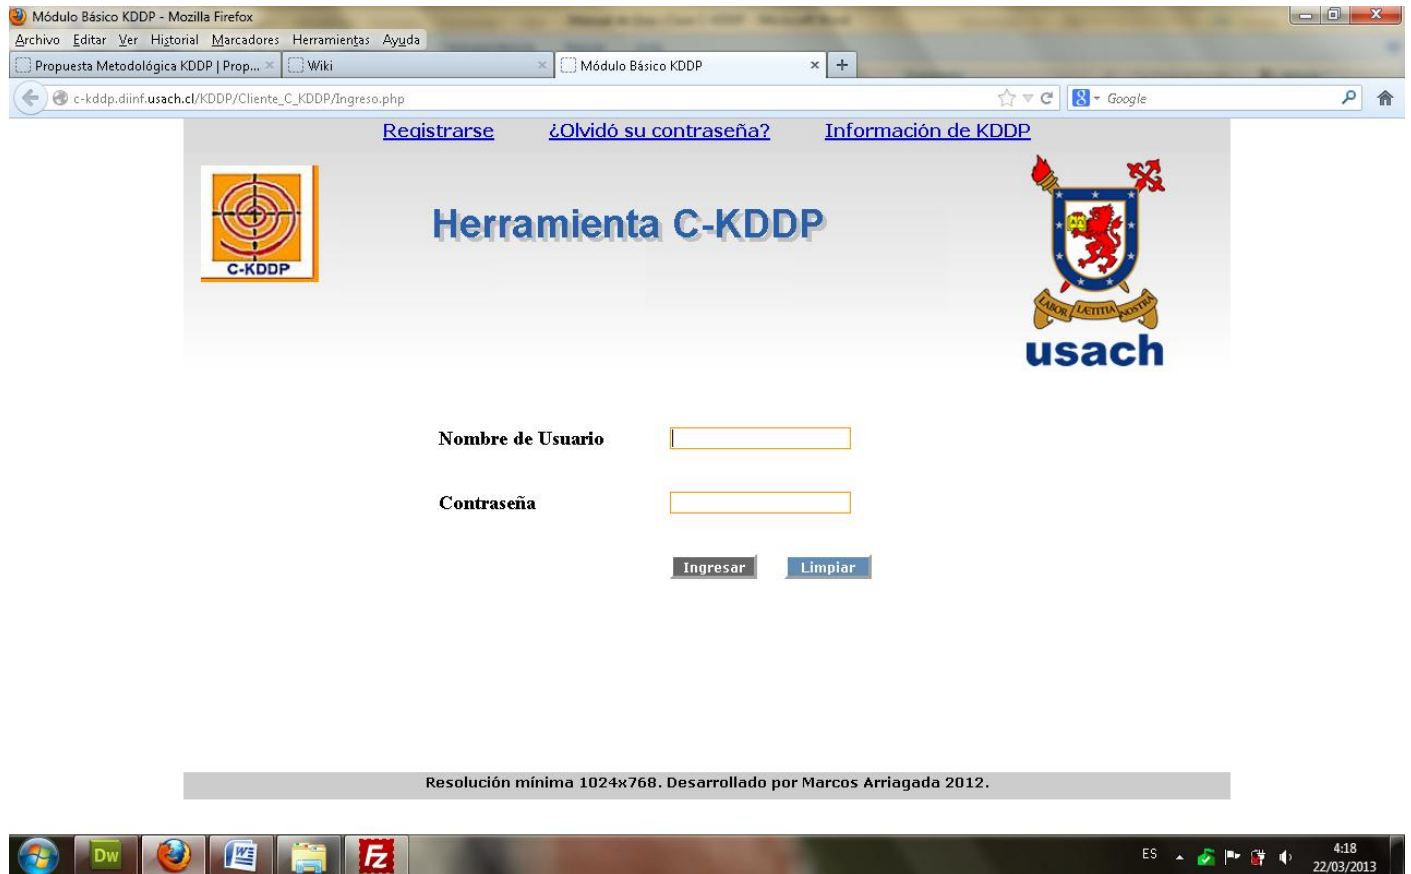 Módulo Básico KDDP - Mozilla Firefox
Archivo Editar Ver Historial Marcadores Herramientas Ayuda
Propuesta Metodológica KDDP | Prop... Wiki Módulo Básico KDDP
c-kddp.diinf.usach.cl/KDDP/Cliente_C_KDDP/Ingreso.php Google
Registrarse ¿Olvidó su contraseña? Información de KDDP
C-KDDP
Herramienta C-KDDP
LABOR LÆTITIA NOSTRA
usach
Nombre de Usuario
Contraseña
Ingresar Limpiar
Resolución mínima 1024x768. Desarrollado por Marcos Arriagada 2012.
Dw W Fz ES 4:18
22/03/2013